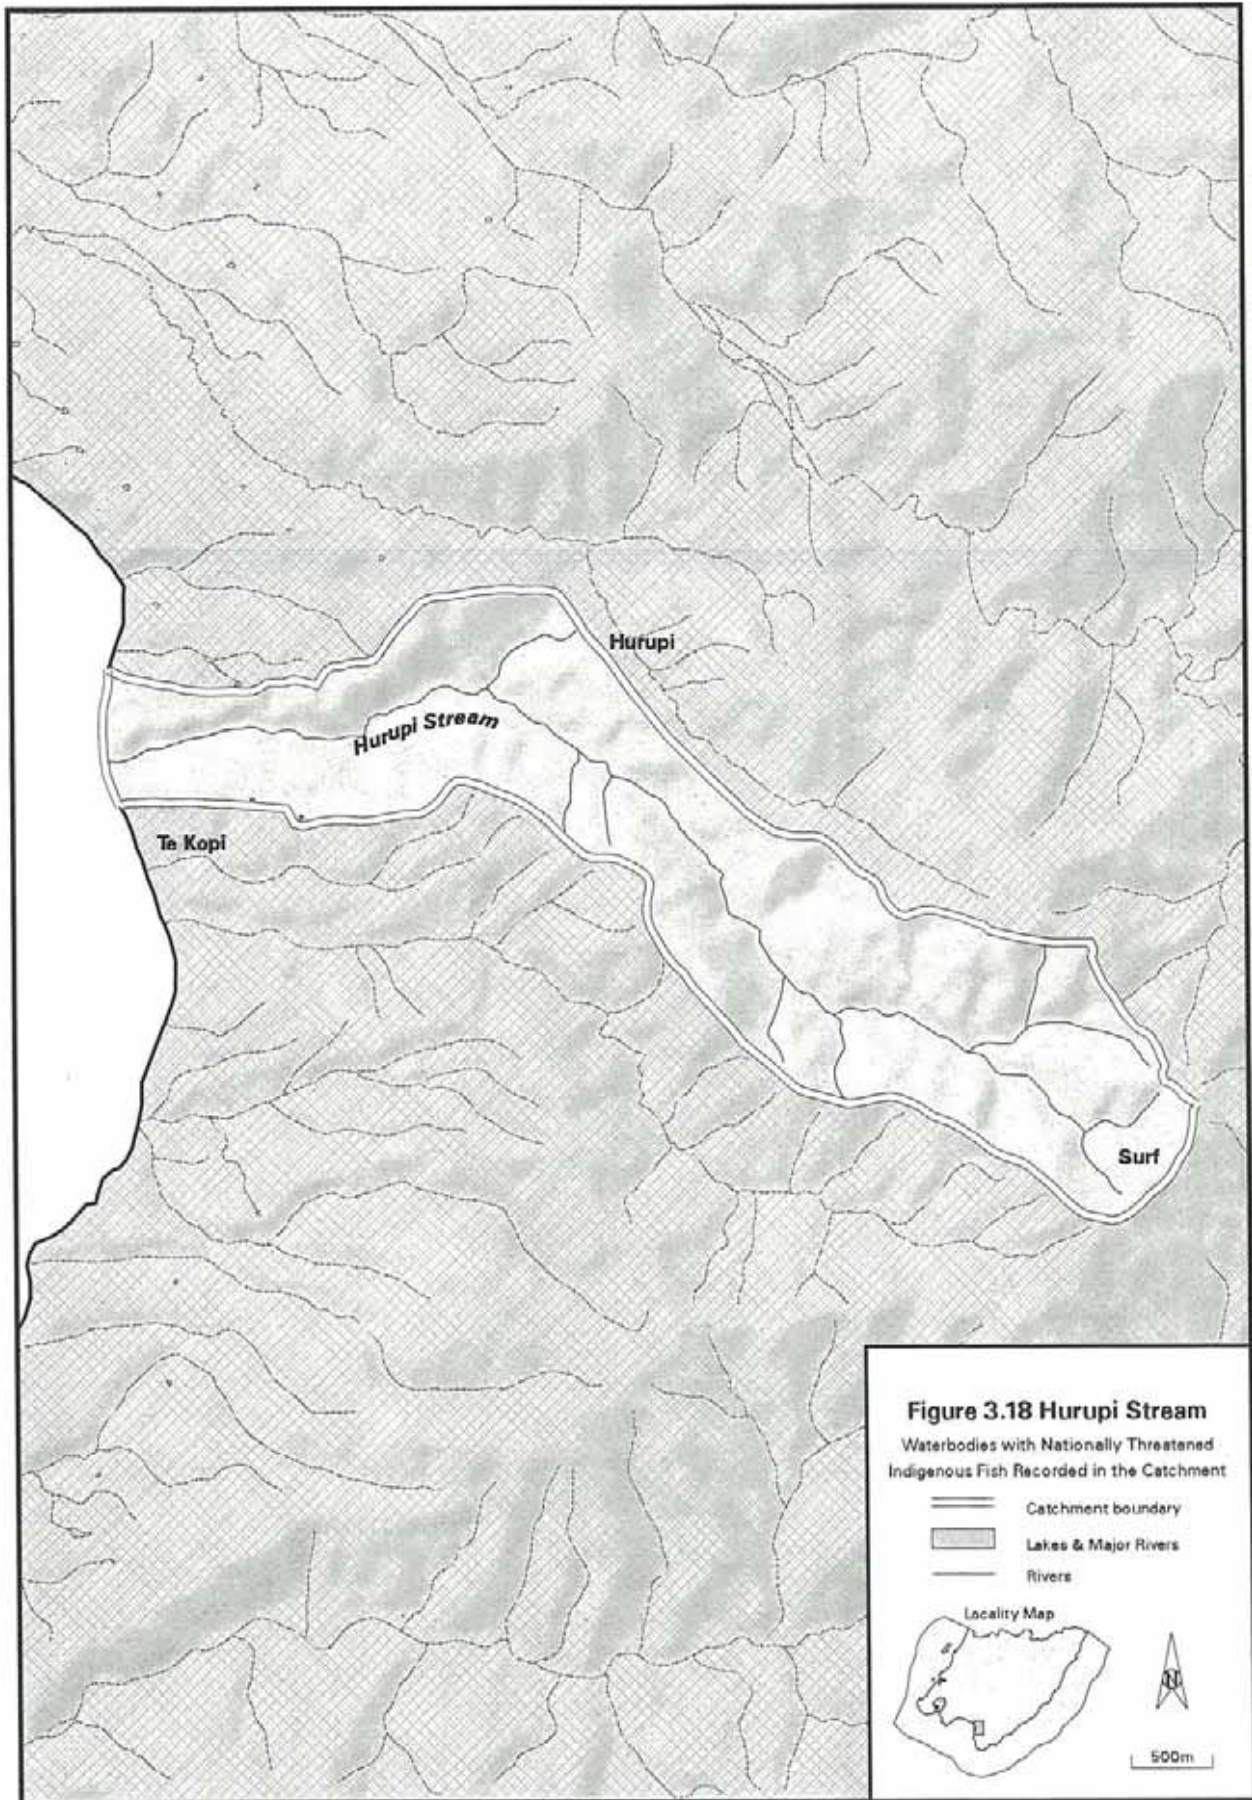 Hurupi
Hurupi Stream
Te Kopi
Surf
Figure 3.18 Hurupi Stream
Waterbodies with Nationally Threatened
Indigenous Fish Recorded in the Catchment
Catchment boundary
Lakes & Major Rivers
Rivers
Locality Map
N
500m